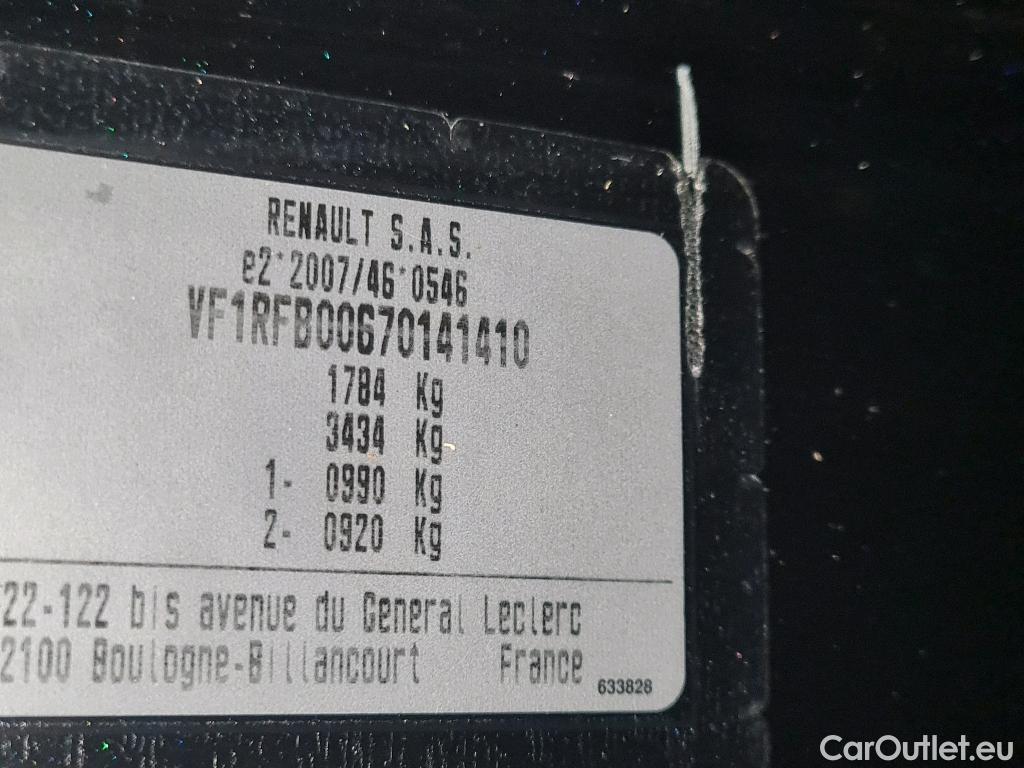 RENAULT S.A.S.
e2*2007/46*0546
VF1RFB00670141410
1784 Kg
3434 Kg
1- 0990 Kg
2- 0920 Kg
22-122 bis avenue du General Leclerc
2100 Boulogne-Billancourt France
633828
CarOutlet.eu